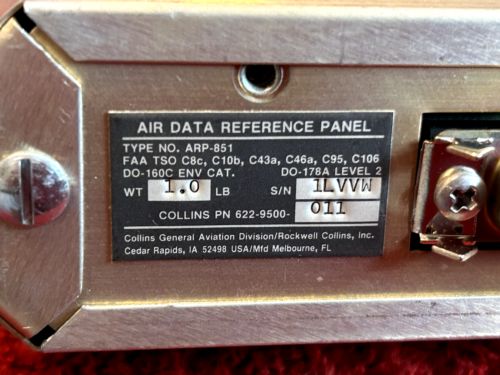 AIR DATA REFERENCE PANEL
TYPE NO. ARP-851
FAA TSO C8c, C10b, C43a, C46a, C95, C106
DO-160C ENV CAT. DO-178A LEVEL 2
WT 1.0 LB S/N 1LVVW
COLLINS PN 622-9500- 011
Collins General Aviation Division/Rockwell Collins, Inc.
Cedar Rapids, IA 52498 USA/Mfd Melbourne, FL